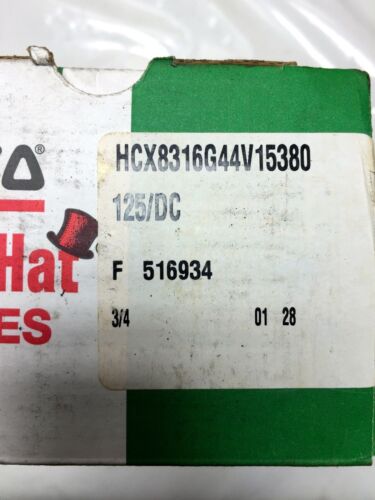 HCX8316G44V15380
125/DC
F 516934
3/4 01 28
Hat
ES